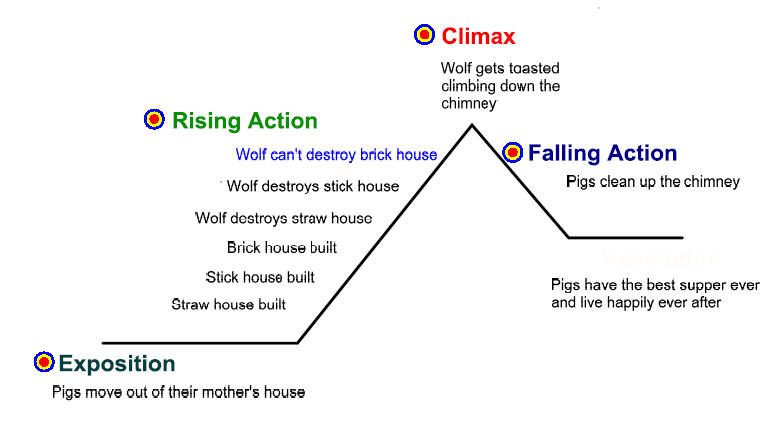 Climax
Wolf gets toasted
climbing down the
chimney
Rising Action
Wolf can't destroy brick house
Wolf destroys stick house
Wolf destroys straw house
Brick house built
Stick house built
Straw house built
Falling Action
Pigs clean up the chimney
Resolution
Pigs have the best supper ever
and live happily ever after
Exposition
Pigs move out of their mother's house